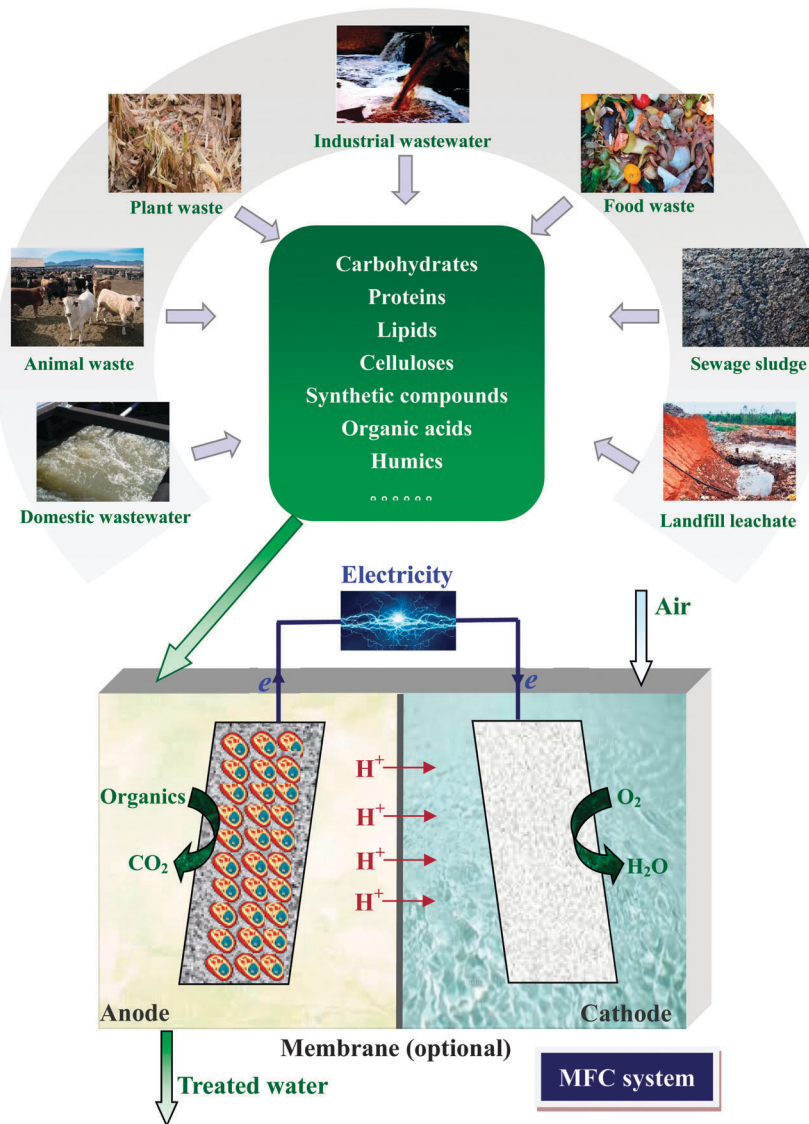 Industrial wastewater
Plant waste
Food waste
Animal waste
Sewage sludge
Domestic wastewater
Landfill leachate
Carbohydrates
Proteins
Lipids
Celluloses
Synthetic compounds
Organic acids
Humics
。。。。。。
Electricity
Air
e
e
H⁺
H⁺
H⁺
H⁺
Organics
CO₂
O₂
H₂O
Anode
Cathode
Membrane (optional)
Treated water
MFC system